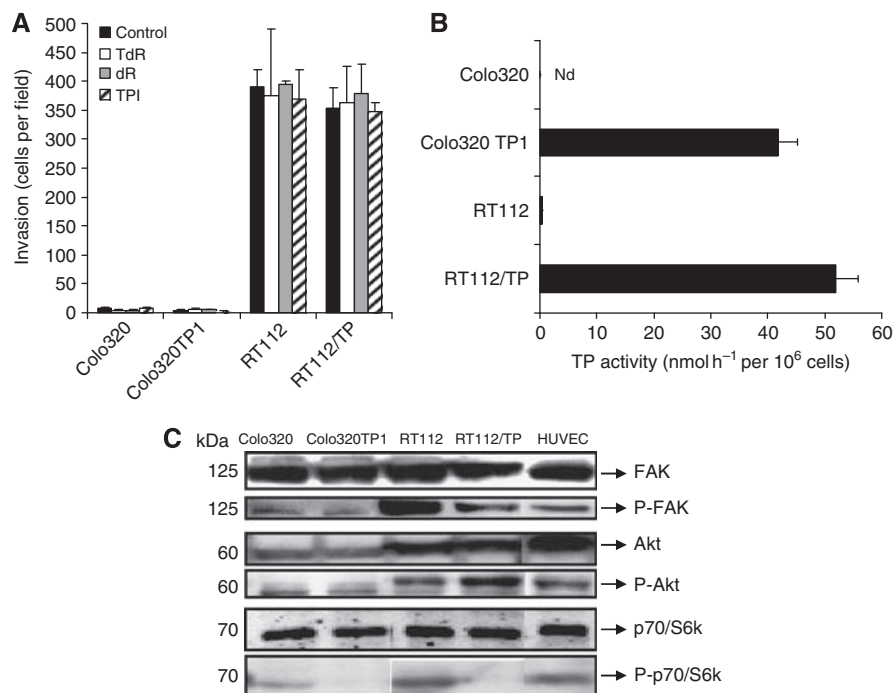 A
Invasion (cells per field)
500
450
400
350
300
250
200
150
100
50
0
Control
TdR
dR
TPI
Colo320
Colo320TP1
RT112
RT112/TP
B
Colo320
Nd
Colo320 TP1
RT112
RT112/TP
0 10 20 30 40 50 60
TP activity (nmol h⁻¹ per 10⁶ cells)
C
kDa Colo320 Colo320TP1 RT112 RT112/TP HUVEC
125 FAK
125 P-FAK
60 Akt
60 P-Akt
70 p70/S6k
70 P-p70/S6k